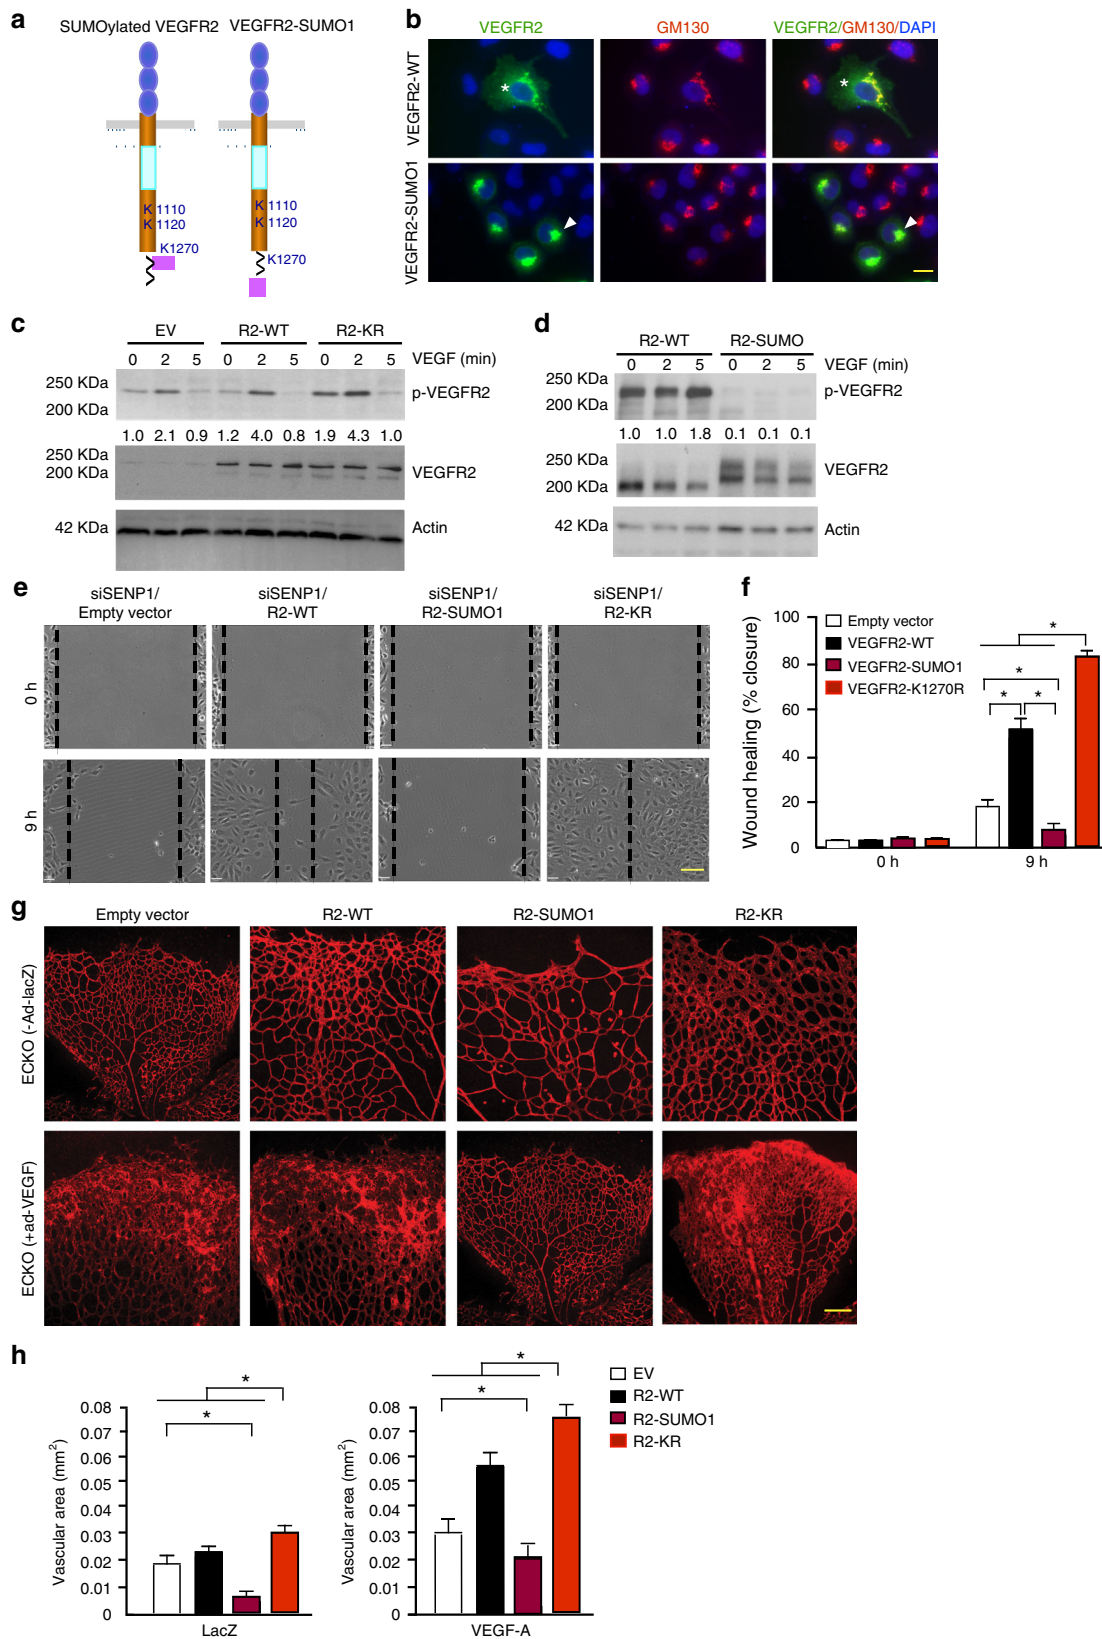 a
SUMOylated VEGFR2 VEGFR2-SUMO1
K 1110
K 1120
K1270
K 1110
K 1120
K1270
b
VEGFR2 GM130 VEGFR2/GM130/DAPI
VEGFR2-WT
* *
VEGFR2-SUMO1
c
EV R2-WT R2-KR
0 2 5 0 2 5 0 2 5 VEGF (min)
250 KDa
200 KDa
p-VEGFR2
1.0 2.1 0.9 1.2 4.0 0.8 1.9 4.3 1.0
250 KDa
200 KDa
VEGFR2
42 KDa
Actin
d
R2-WT R2-SUMO
0 2 5 0 2 5 VEGF (min)
250 KDa
200 KDa
p-VEGFR2
1.0 1.0 1.8 0.1 0.1 0.1
250 KDa
200 KDa
VEGFR2
42 KDa
Actin
e
siSENP1/ siSENP1/ siSENP1/ siSENP1/
Empty vector R2-WT R2-SUMO1 R2-KR
0 h
9 h
f
Wound healing (% closure)
100
80
60
40
20
0
Empty vector
VEGFR2-WT
VEGFR2-SUMO1
VEGFR2-K1270R
*
*
* *
0 h 9 h
g
Empty vector R2-WT R2-SUMO1 R2-KR
ECKO (-Ad-lacZ)
ECKO (+ad-VEGF)
h
Vascular area (mm²)
0.08
0.07
0.06
0.05
0.04
0.03
0.02
0.01
0
*
*
LacZ
Vascular area (mm²)
0.08
0.07
0.06
0.05
0.04
0.03
0.02
0.01
0
*
*
VEGF-A
EV
R2-WT
R2-SUMO1
R2-KR